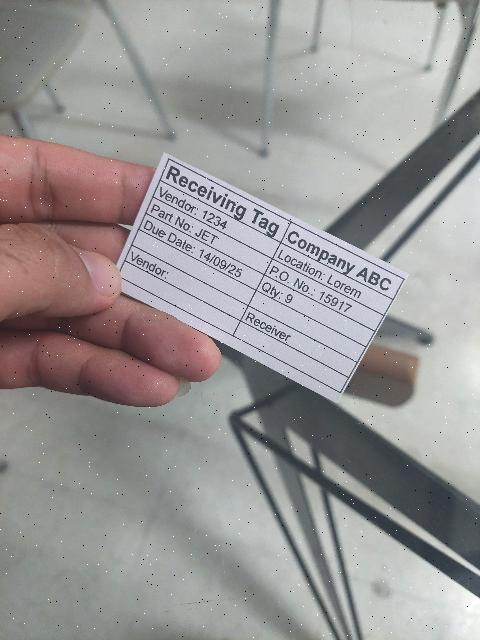 Receiving Tag
Vendor: 1234
Part No: JET
Due Date: 14/09/25
Vendor:
Company ABC
Location: Lorem
P.O. No.: 15917
Qty: 9
Receiver